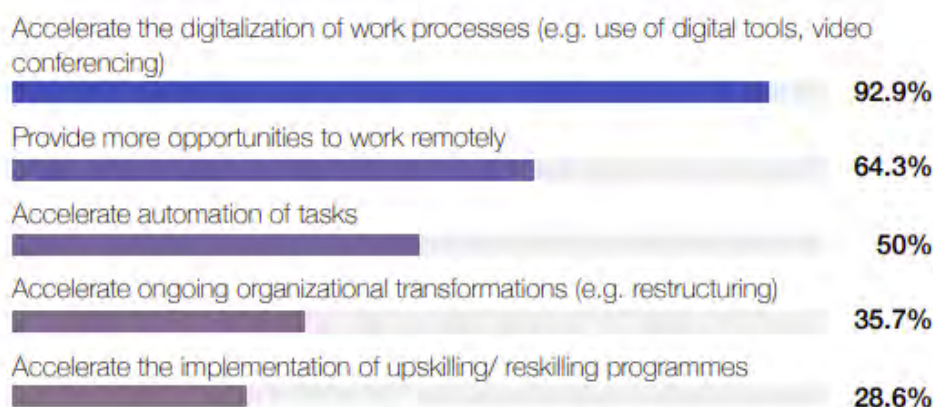 Accelerate the digitalization of work processes (e.g. use of digital tools, video
conferencing)
92.9%
Provide more opportunities to work remotely
64.3%
Accelerate automation of tasks
50%
Accelerate ongoing organizational transformations (e.g. restructuring)
35.7%
Accelerate the implementation of upskilling/ reskilling programmes
28.6%